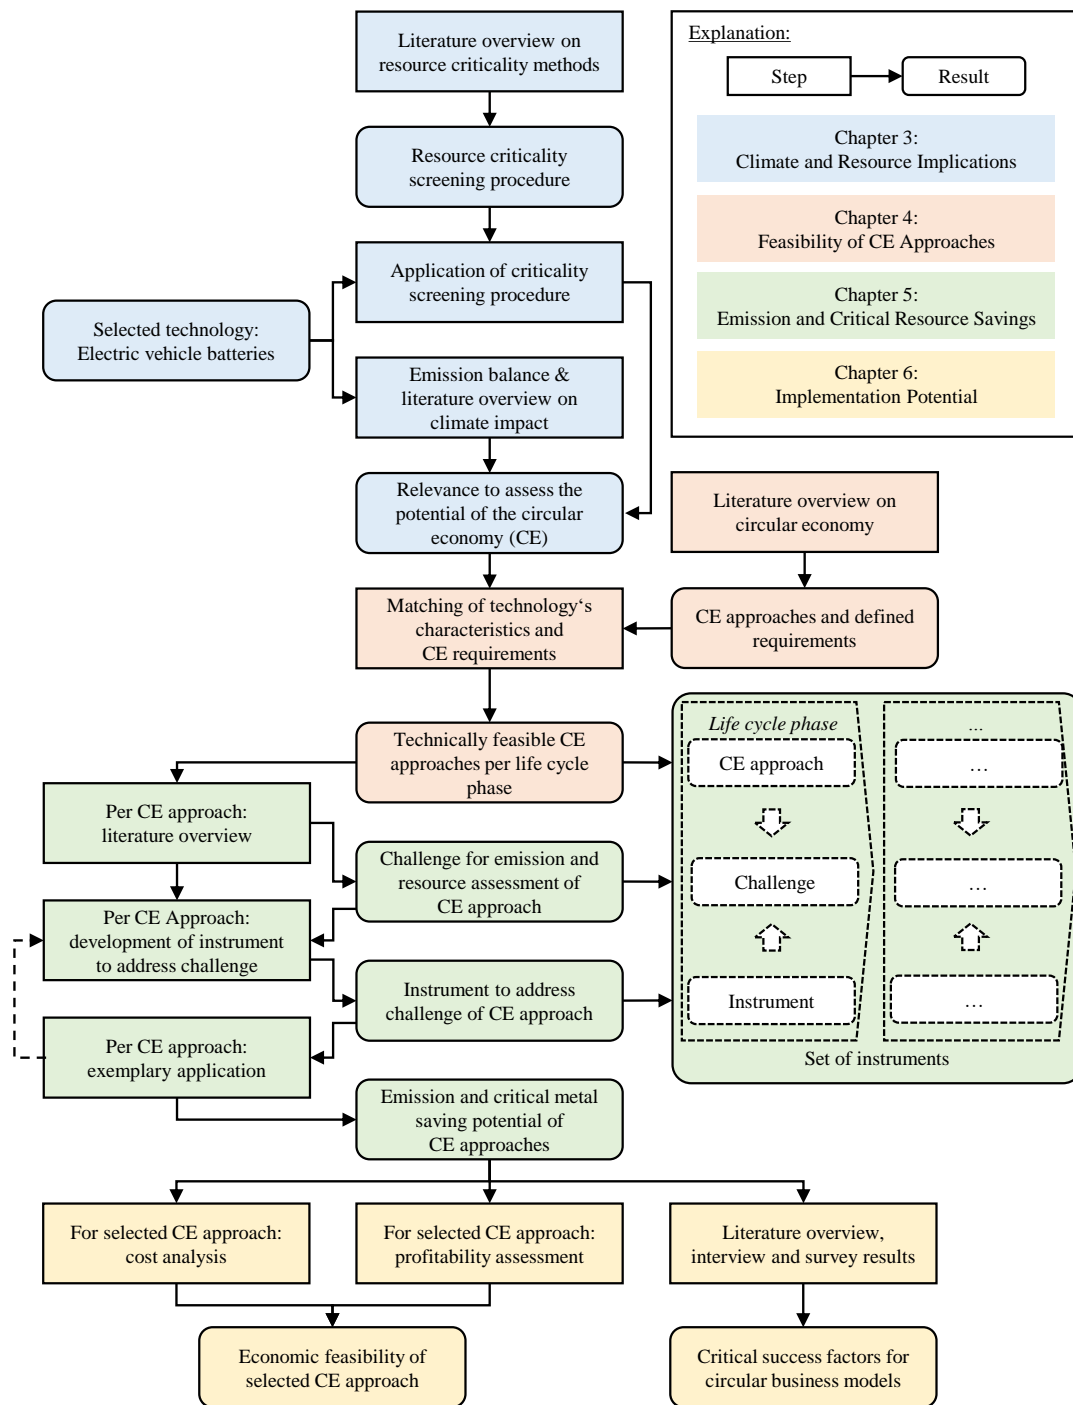 Literature overview on
resource criticality methods
Explanation:
Step
Result
Chapter 3:
Climate and Resource Implications
Chapter 4:
Feasibility of CE Approaches
Chapter 5:
Emission and Critical Resource Savings
Chapter 6:
Implementation Potential
Resource criticality
screening procedure
Application of criticality
screening procedure
Selected technology:
Electric vehicle batteries
Emission balance &
literature overview on
climate impact
Relevance to assess the
potential of the circular
economy (CE)
Literature overview on
circular economy
Matching of technology‘s
characteristics and
CE requirements
CE approaches and defined
requirements
Technically feasible CE
approaches per life cycle
phase
Per CE approach:
literature overview
Challenge for emission and
resource assessment of
CE approach
Per CE Approach:
development of instrument
to address challenge
Instrument to address
challenge of CE approach
Per CE approach:
exemplary application
Emission and critical metal
saving potential of
CE approaches
Life cycle phase
CE approach
Challenge
Instrument
...
…
…
…
Set of instruments
For selected CE approach:
cost analysis
For selected CE approach:
profitability assessment
Literature overview,
interview and survey results
Economic feasibility of
selected CE approach
Critical success factors for
circular business models